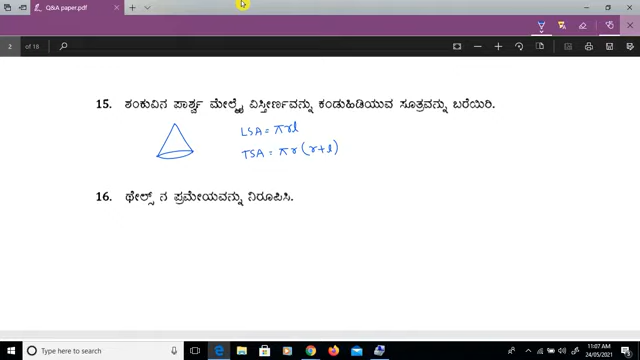 Q&A paper.pdf
2 of 18
15. ಶಂಕುವಿನ ಪಾರ್ಶ್ವ ಮೇಲ್ಮೈ ವಿಸ್ತೀರ್ಣವನ್ನು ಕಂಡುಹಿಡಿಯುವ ಸೂತ್ರವನ್ನು ಬರೆಯಿರಿ.
LSA = πrl
TSA = πr(r+l)
16. ಥೇಲ್ಸ್ ನ ಪ್ರಮೇಯವನ್ನು ನಿರೂಪಿಸಿ.
Type here to search
11:07 AM
24/05/2021